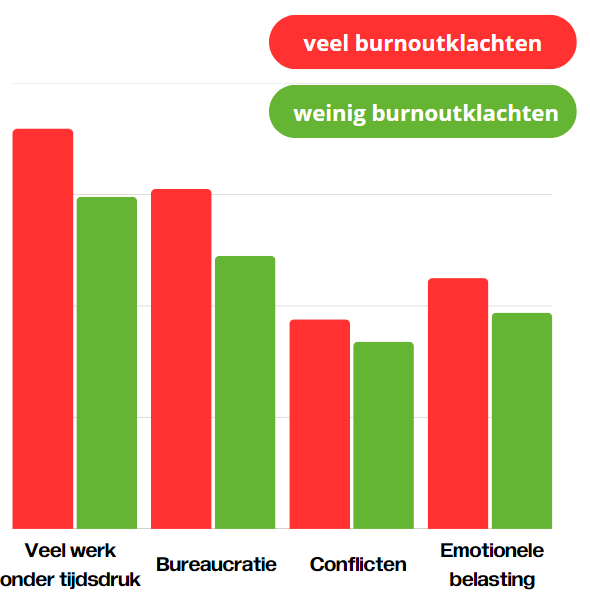 veel burnoutklachten
weinig burnoutklachten
Veel werk
onder tijdsdruk
Bureaucratie
Conflicten
Emotionele
belasting